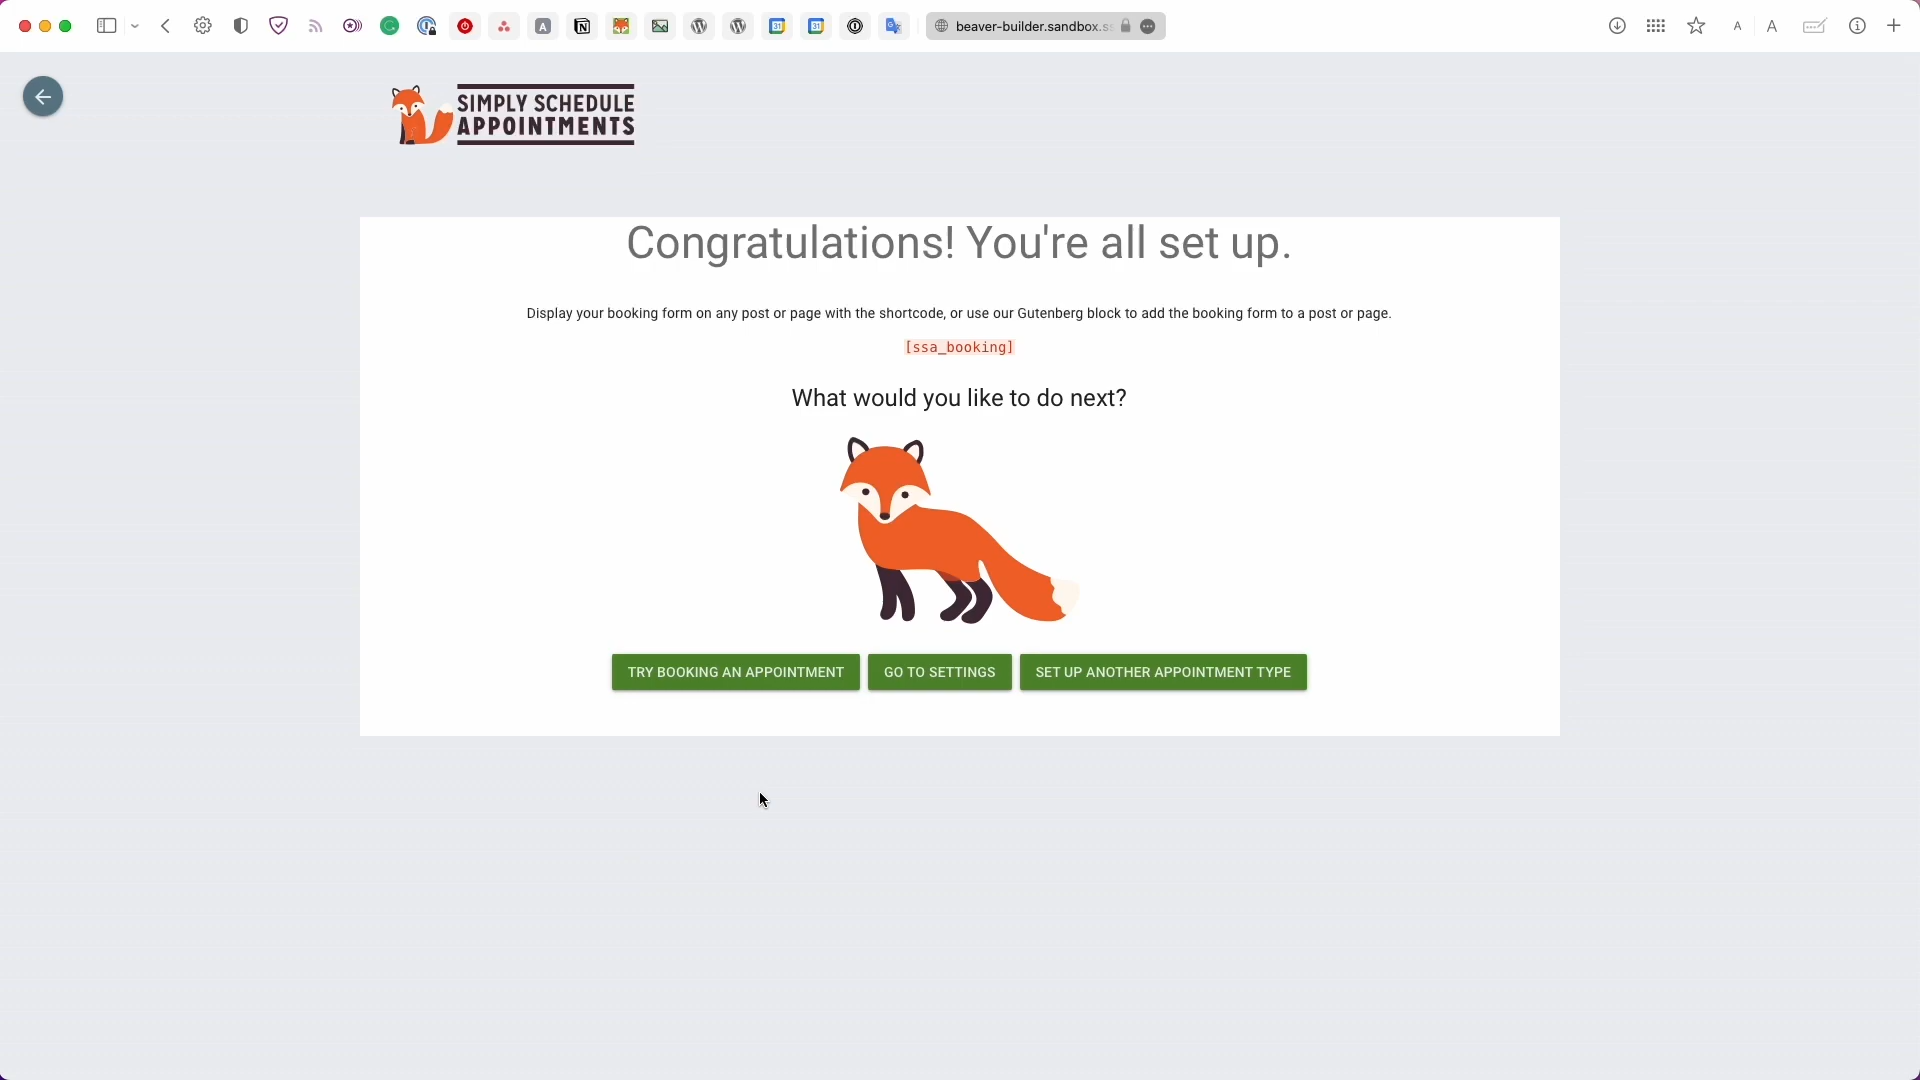 beaver-builder.sandbox.s
A
A
SIMPLY SCHEDULE
APPOINTMENTS
Congratulations! You're all set up.
Display your booking form on any post or page with the shortcode, or use our Gutenberg block to add the booking form to a post or page.
[ssa_booking]
What would you like to do next?
TRY BOOKING AN APPOINTMENT
GO TO SETTINGS
SET UP ANOTHER APPOINTMENT TYPE